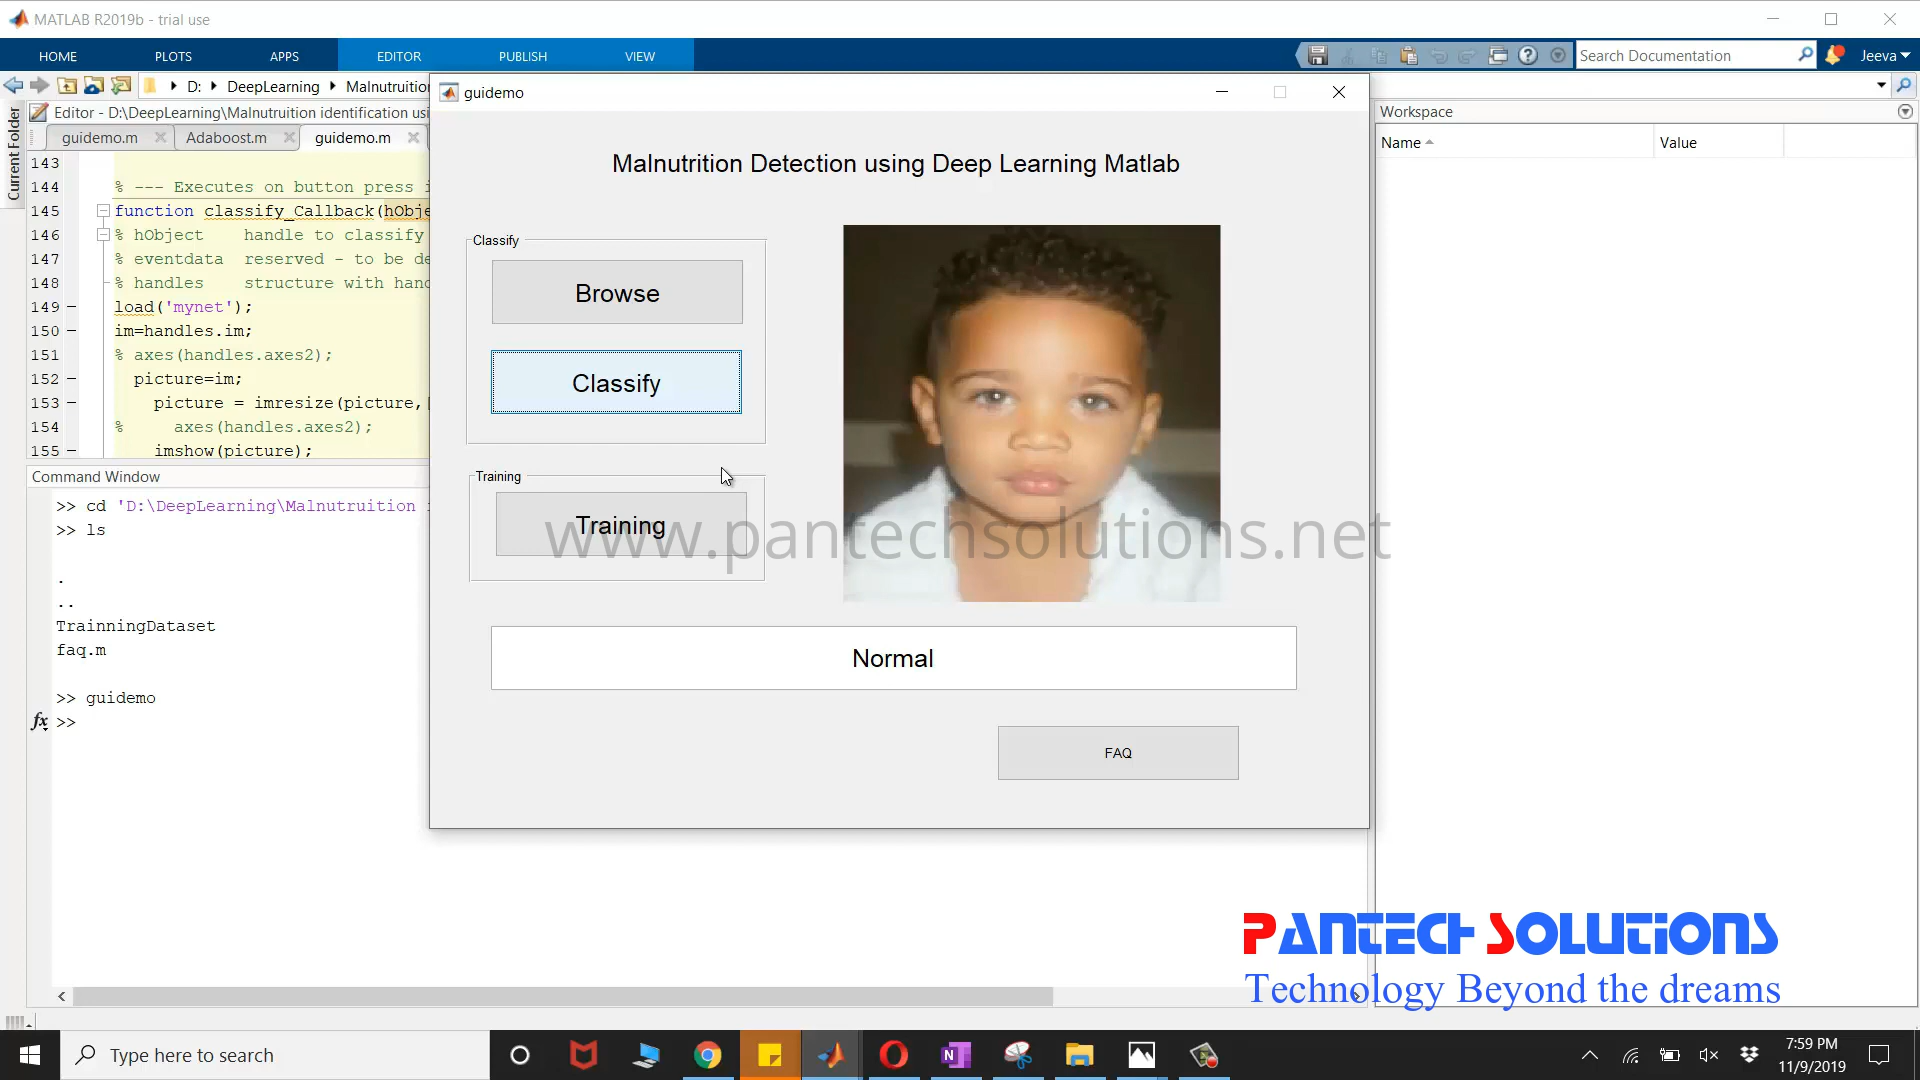 MATLAB R2019b - trial use
HOME PLOTS APPS EDITOR PUBLISH VIEW
Search Documentation
Jeeva
D: DeepLearning Malnutrition
Editor - D:\DeepLearning\Malnutruition identification usi
guidemo.m Adaboost.m guidemo.m
Current Folder
143
144 % --- Executes on button press i
145 function classify_Callback(hObje
146 % hObject handle to classify
147 % eventdata reserved - to be de
148 % handles structure with hand
149 load('mynet');
150 im=handles.im;
151 % axes(handles.axes2);
152 picture=im;
153 picture = imresize(picture,
154 % axes(handles.axes2);
155 imshow(picture);
Command Window
>> cd 'D:\DeepLearning\Malnutruition
>> ls
.
..
TrainningDataset
faq.m
>> guidemo
fx >>
guidemo
Malnutrition Detection using Deep Learning Matlab
Classify
Browse
Classify
Training
Training
www.pantechsolutions.net
Normal
FAQ
Workspace
Name Value
PANTECH SOLUTIONS
Technology Beyond the dreams
Type here to search
7:59 PM
11/9/2019